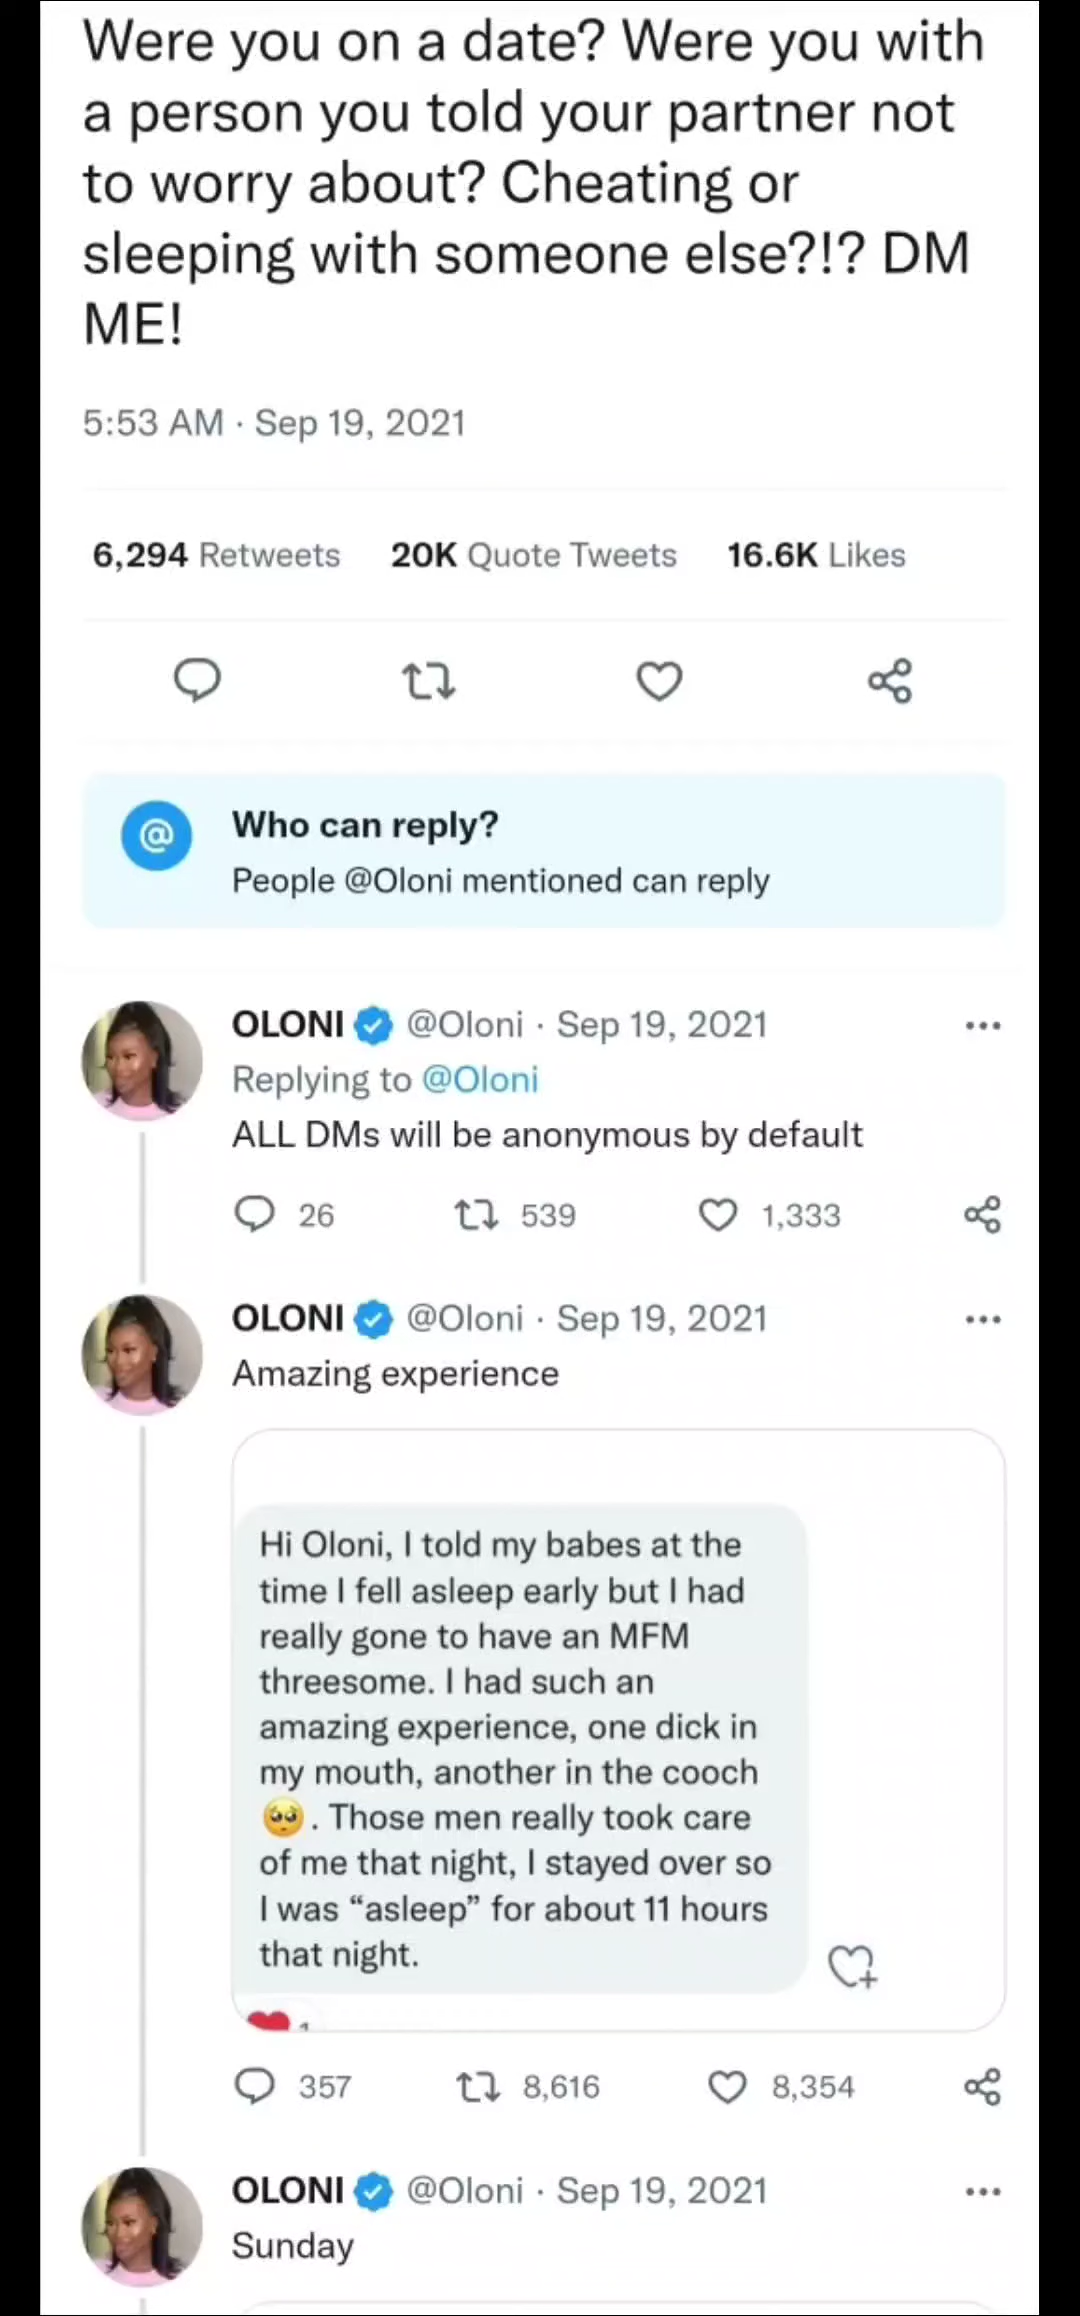 Were you on a date? Were you with
a person you told your partner not
to worry about? Cheating or
sleeping with someone else?!? DM
ME!
5:53 AM · Sep 19, 2021
6,294 Retweets 20K Quote Tweets 16.6K Likes
@ Who can reply?
People @Oloni mentioned can reply
OLONI @Oloni · Sep 19, 2021
Replying to @Oloni
ALL DMs will be anonymous by default
26 539 1,333
OLONI @Oloni · Sep 19, 2021
Amazing experience
Hi Oloni, I told my babes at the
time I fell asleep early but I had
really gone to have an MFM
threesome. I had such an
amazing experience, one dick in
my mouth, another in the cooch
🥺. Those men really took care
of me that night, I stayed over so
I was “asleep” for about 11 hours
that night.
357 8,616 8,354
OLONI @Oloni · Sep 19, 2021
Sunday